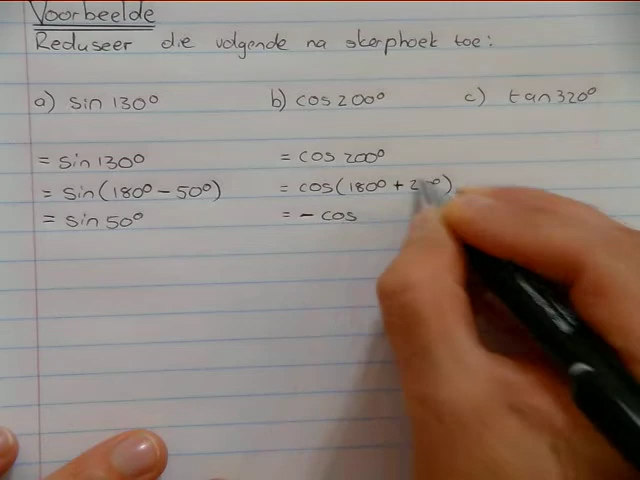 Voorbeelde
Reduseer die volgende na skerphoek toe:
a) sin 130° b) cos 200° c) tan 320°
= sin 130° = cos 200°
= sin(180° - 50°) = cos(180° + 20°)
= sin 50° = - cos